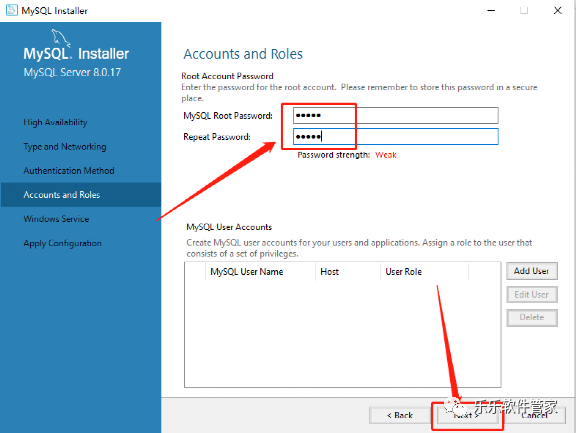 MySQL Installer
MySQL. Installer
MySQL Server 8.0.17
High Availability
Type and Networking
Authentication Method
Accounts and Roles
Windows Service
Apply Configuration
Accounts and Roles
Root Account Password
Enter the password for the root account. Please remember to store this password in a secure
place.
MySQL Root Password: •••••
Repeat Password: •••••
Password strength: Weak
MySQL User Accounts
Create MySQL user accounts for your users and applications. Assign a role to the user that
consists of a set of privileges.
MySQL User Name Host User Role
Add User
Edit User
Delete
< Back Next > Cancel
乐乐软件管家